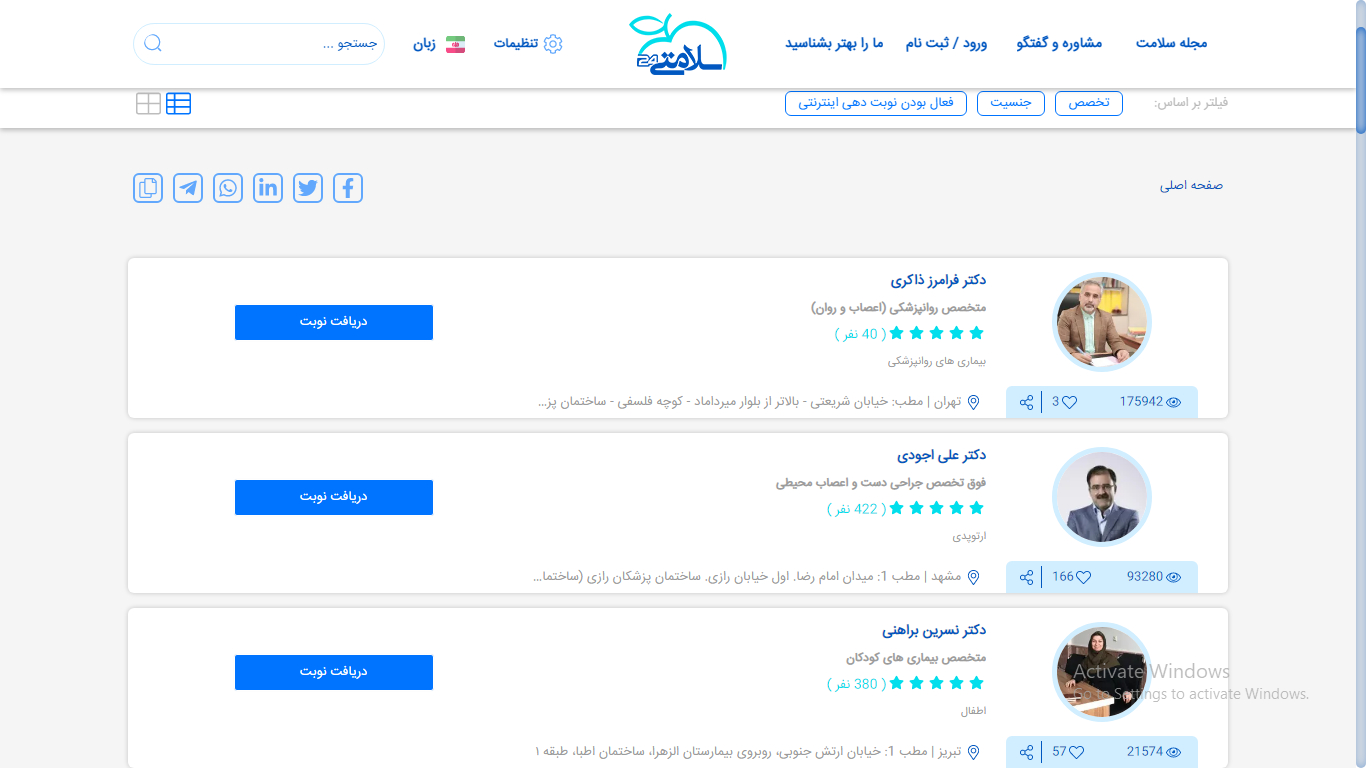 مجله سلامت
مشاوره و گفتگو
ورود / ثبت نام
ما را بهتر بشناسید
سلامتی 24
تنظیمات
زبان
جستجو ...
فیلتر بر اساس:
تخصص
جنسیت
فعال بودن نوبت دهی اینترنتی
صفحه اصلی
دکتر فرامرز ذاکری
متخصص روانپزشکی (اعصاب و روان)
( 40 نفر )
بیماری های روانپزشکی
دریافت نوبت
175942
3
تهران | مطب: خیابان شریعتی - بالاتر از بلوار میرداماد - کوچه فلسفی - ساختمان پز...
دکتر علی اجودی
فوق تخصص جراحی دست و اعصاب محیطی
( 422 نفر )
ارتوپدی
دریافت نوبت
93280
166
مشهد | مطب 1: میدان امام رضا. اول خیابان رازی. ساختمان پزشکان رازی (ساختما...
دکتر نسرین براهنی
متخصص بیماری های کودکان
( 380 نفر )
اطفال
دریافت نوبت
21574
57
تبریز | مطب 1: خیابان ارتش جنوبی، روبروی بیمارستان الزهرا، ساختمان اطبا، طبقه ۱
Activate Windows
Go to Settings to activate Windows.